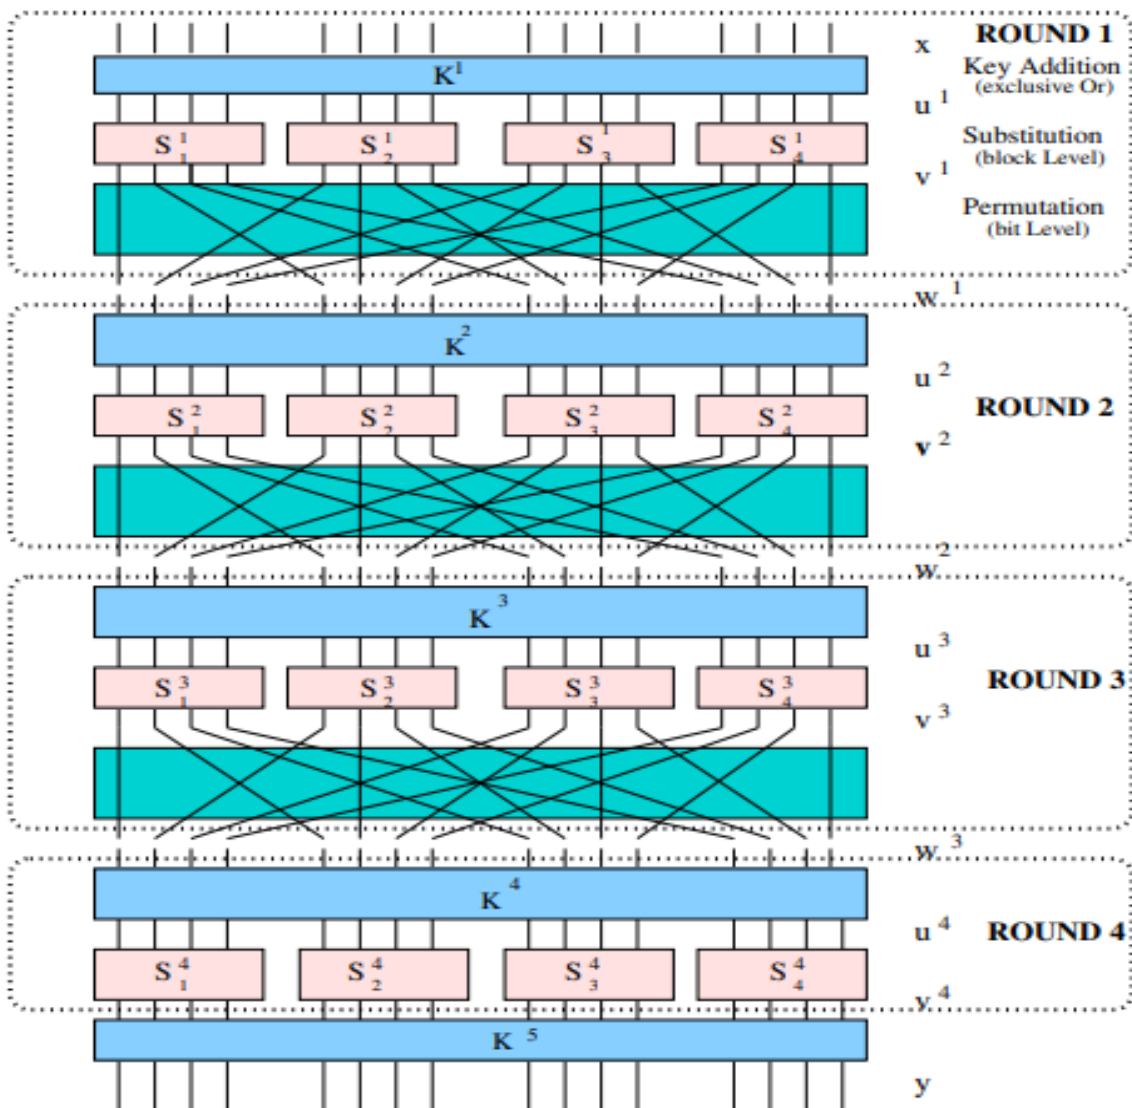 x ROUND 1
K¹ Key Addition
(exclusive Or)
u¹
S₁¹ S₂¹ S₃¹ S₄¹ Substitution
(block Level)
v¹
Permutation
(bit Level)
w¹
K²
u²
S₁² S₂² S₃² S₄² ROUND 2
v²
w²
K³
u³
S₁³ S₂³ S₃³ S₄³ ROUND 3
v³
w³
K⁴
u⁴ ROUND 4
S₁⁴ S₂⁴ S₃⁴ S₄⁴
v⁴
K⁵
y